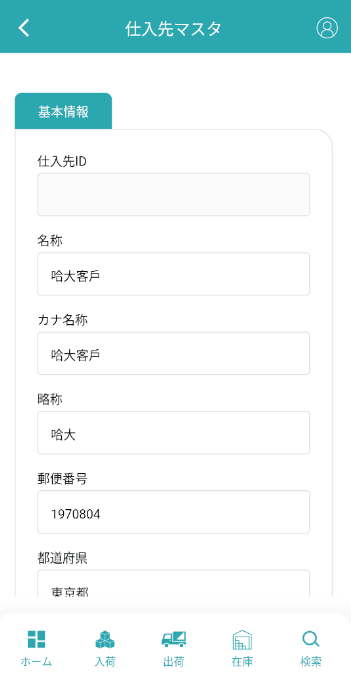 仕入先マスタ
基本情報
仕入先ID
名称
哈大客戶
カナ名称
哈大客戶
略称
哈大
郵便番号
1970804
都道府県
東京都
ホーム
入荷
出荷
在庫
検索